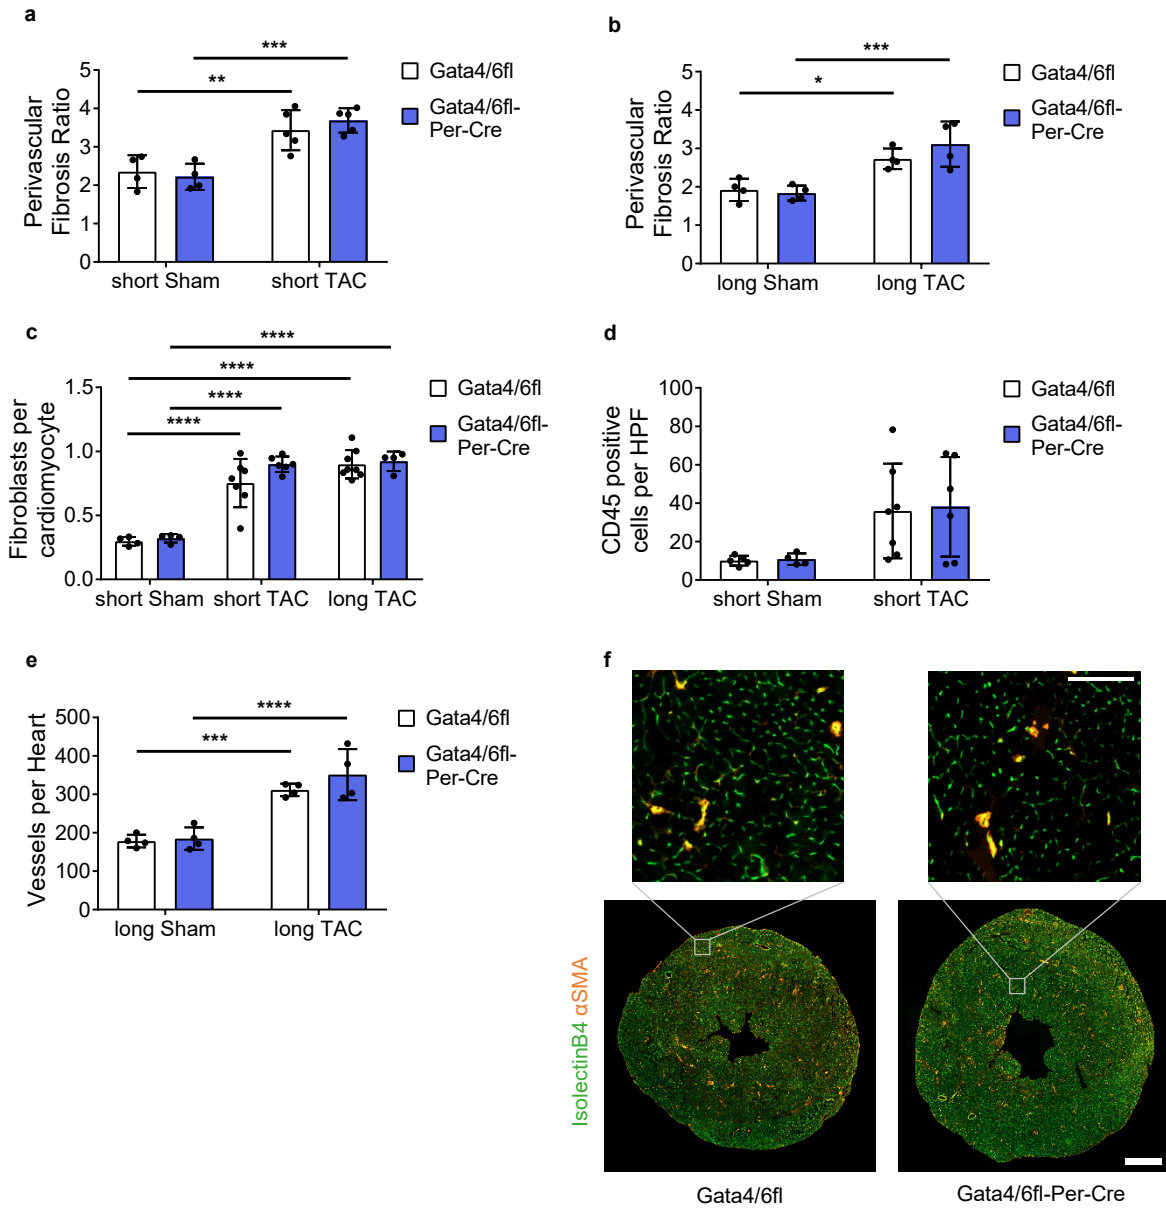 a
***
**
5
4
3
2
1
0
Perivascular
Fibrosis Ratio
short Sham
short TAC
Gata4/6fl
Gata4/6fl-
Per-Cre
b
***
*
5
4
3
2
1
0
Perivascular
Fibrosis Ratio
long Sham
long TAC
Gata4/6fl
Gata4/6fl-
Per-Cre
c
****
****
****
****
1.5
1.0
0.5
0.0
Fibroblasts per
cardiomyocyte
short Sham
short TAC
long TAC
Gata4/6fl
Gata4/6fl-
Per-Cre
d
100
80
60
40
20
0
CD45 positive
cells per HPF
short Sham
short TAC
Gata4/6fl
Gata4/6fl-
Per-Cre
e
****
***
500
400
300
200
100
0
Vessels per Heart
long Sham
long TAC
Gata4/6fl
Gata4/6fl-
Per-Cre
f
IsolectinB4 αSMA
Gata4/6fl
Gata4/6fl-Per-Cre